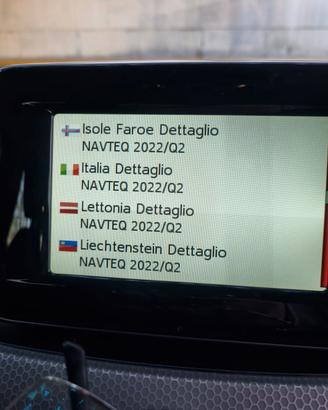 Isole Faroe Dettaglio
NAVTEQ 2022/Q2
Italia Dettaglio
NAVTEQ 2022/Q2
Lettonia Dettaglio
NAVTEQ 2022/Q2
Liechtenstein Dettaglio
NAVTEQ 2022/Q2